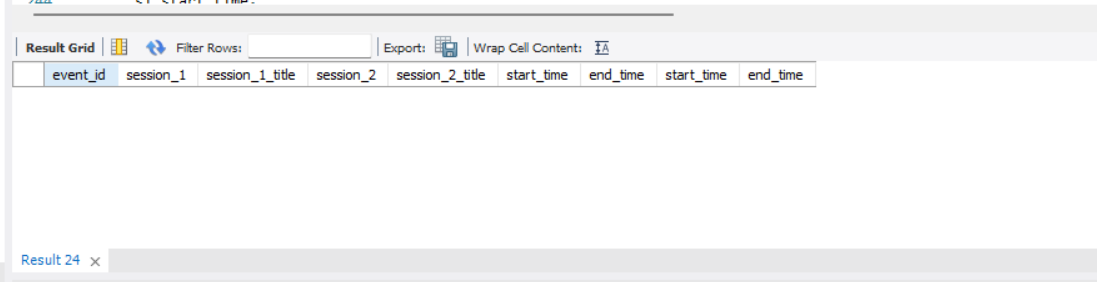 Result Grid Filter Rows: Export: Wrap Cell Content:
event_id session_1 session_1_title session_2 session_2_title start_time end_time start_time end_time
Result 24